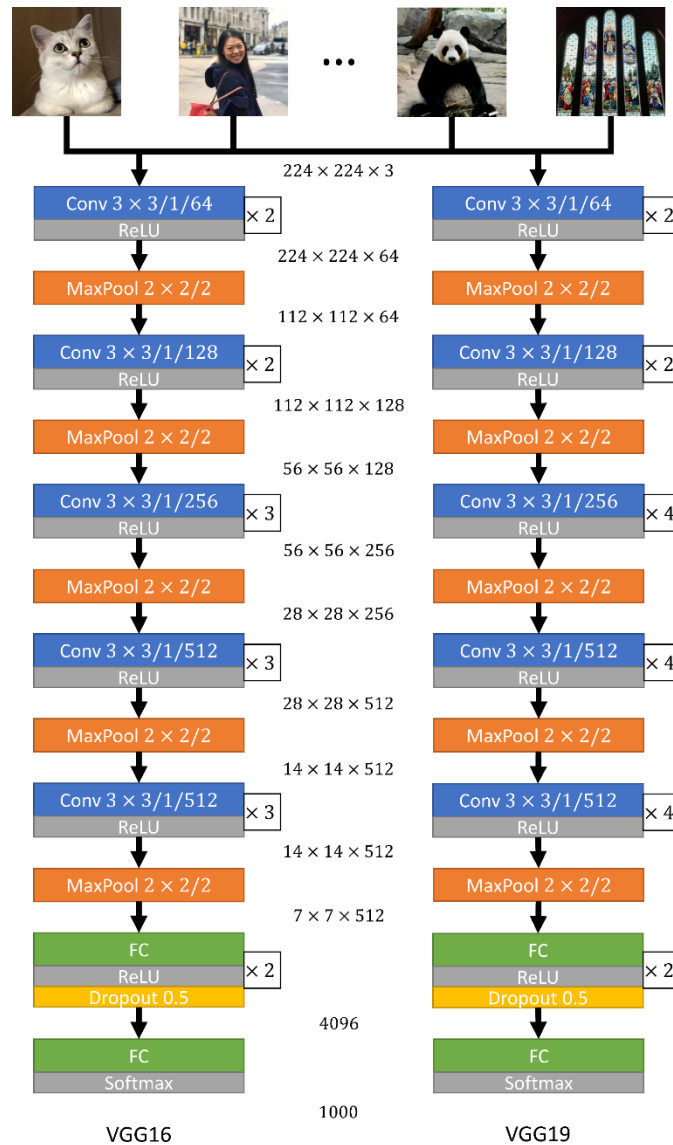 ...
224 × 224 × 3
Conv 3 × 3/1/64 × 2 Conv 3 × 3/1/64 × 2
ReLU ReLU
224 × 224 × 64
MaxPool 2 × 2/2 MaxPool 2 × 2/2
112 × 112 × 64
Conv 3 × 3/1/128 × 2 Conv 3 × 3/1/128 × 2
ReLU ReLU
112 × 112 × 128
MaxPool 2 × 2/2 MaxPool 2 × 2/2
56 × 56 × 128
Conv 3 × 3/1/256 × 3 Conv 3 × 3/1/256 × 4
ReLU ReLU
56 × 56 × 256
MaxPool 2 × 2/2 MaxPool 2 × 2/2
28 × 28 × 256
Conv 3 × 3/1/512 × 3 Conv 3 × 3/1/512 × 4
ReLU ReLU
28 × 28 × 512
MaxPool 2 × 2/2 MaxPool 2 × 2/2
14 × 14 × 512
Conv 3 × 3/1/512 × 3 Conv 3 × 3/1/512 × 4
ReLU ReLU
14 × 14 × 512
MaxPool 2 × 2/2 MaxPool 2 × 2/2
7 × 7 × 512
FC × 2 FC × 2
ReLU ReLU
Dropout 0.5 Dropout 0.5
4096
FC FC
Softmax Softmax
1000
VGG16 VGG19